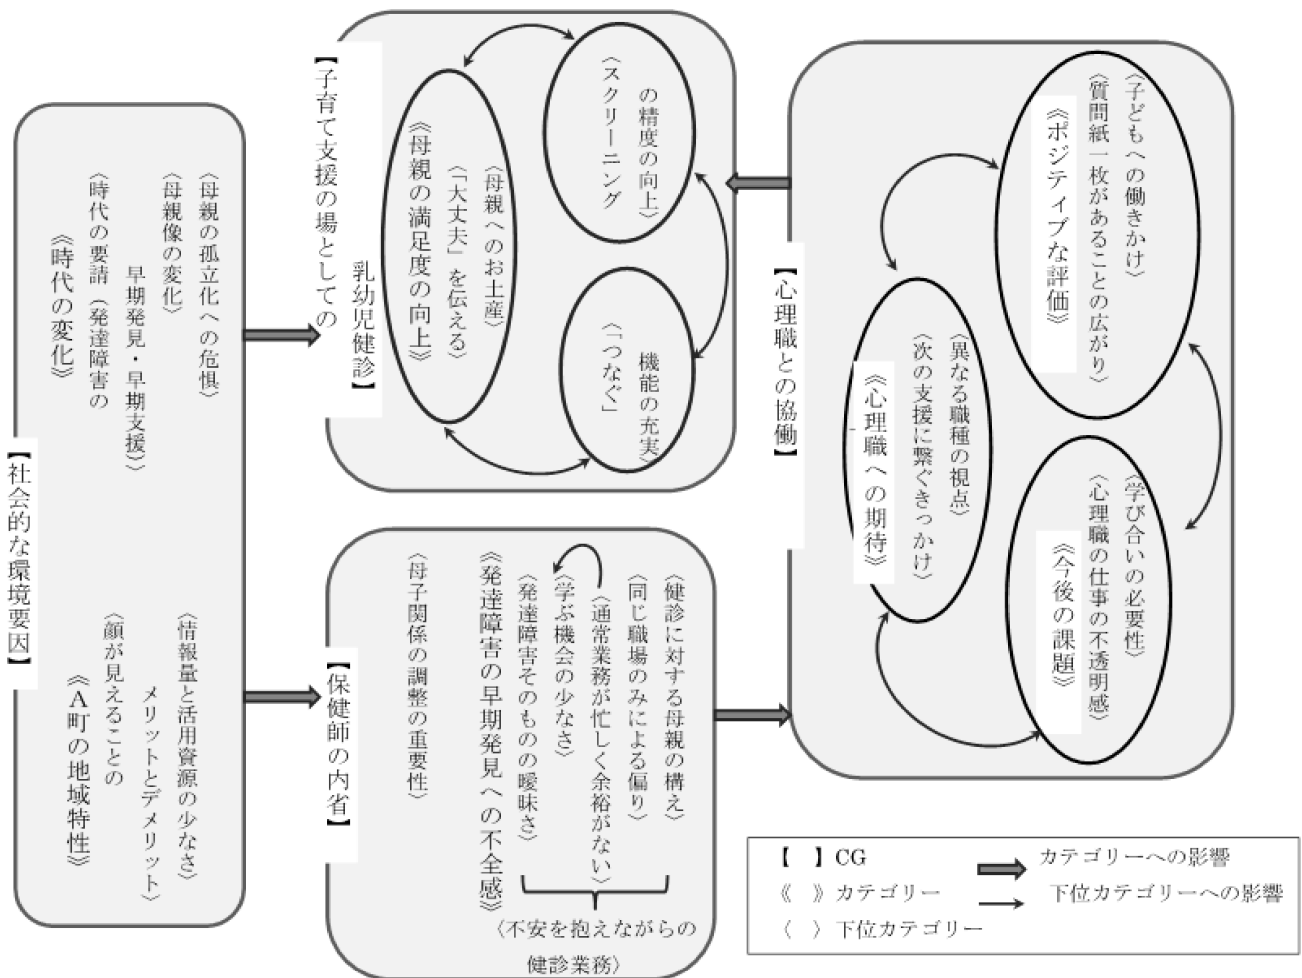 【社会的な環境要因】
《時代の変化》
〈時代の要請（発達障害の
早期発見・早期支援）〉
〈母親像の変化〉
〈母親の孤立化への危惧〉
《A町の地域特性》
〈顔が見えることの
メリットとデメリット〉
〈情報量と活用資源の少なさ〉
【子育て支援の場としての
乳幼児健診】
《母親の満足度の向上》
〈「大丈夫」を伝える〉
〈母親へのお土産〉
〈スクリーニング
の精度の向上〉
〈「つなぐ」
機能の充実〉
【保健師の内省】
〈母子関係の調整の重要性〉
《発達障害の早期発見への不全感》
〈発達障害そのものの曖昧さ〉
〈学ぶ機会の少なさ〉
〈通常業務が忙しく余裕がない〉
〈同じ職場のみによる偏り〉
〈健診に対する母親の構え〉
〈不安を抱えながらの
健診業務〉
【心理職との協働】
《ポジティブな評価》
〈質問紙一枚があることの広がり〉
〈子どもへの働きかけ〉
《心理職への期待》
〈次の支援に繋ぐきっかけ〉
〈異なる職種の視点〉
《今後の課題》
〈心理職の仕事の不透明感〉
〈学び合いの必要性〉
【　】CG
カテゴリーへの影響
《　》カテゴリー
下位カテゴリーへの影響
〈　〉下位カテゴリー